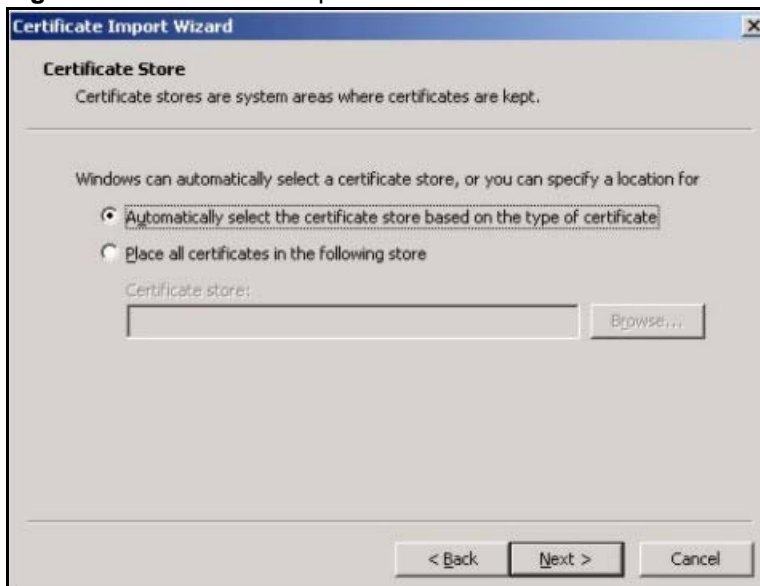 Certificate Import Wizard
Certificate Store
Certificate stores are system areas where certificates are kept.
Windows can automatically select a certificate store, or you can specify a location for
Automatically select the certificate store based on the type of certificate
Place all certificates in the following store
Certificate store:
Browse...
< Back
Next >
Cancel